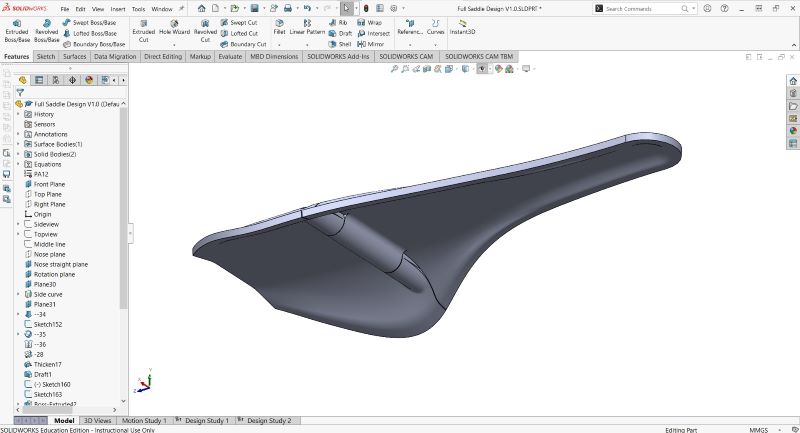 SOLIDWORKS File Edit View Insert Tools Simulation Window
Full Saddle Design V1.0.SLDPRT *
Search Commands
Extruded Boss/Base
Revolved Boss/Base
Swept Boss/Base
Lofted Boss/Base
Boundary Boss/Base
Extruded Cut
Hole Wizard
Revolved Cut
Swept Cut
Lofted Cut
Boundary Cut
Fillet
Linear Pattern
Rib
Draft
Shell
Wrap
Intersect
Mirror
Referenc...
Curves
Instant3D
Features Sketch Surfaces Data Migration Direct Editing Markup Evaluate MBD Dimensions SOLIDWORKS Add-Ins SOLIDWORKS CAM SOLIDWORKS CAM TBM
Full Saddle Design V1.0 (Defau
History
Sensors
Annotations
Surface Bodies(1)
Solid Bodies(2)
Equations
PA12
Front Plane
Top Plane
Right Plane
Origin
Sideview
Topview
Middle line
Nose plane
Nose straight plane
Rotation plane
Plane30
Side curve
Plane31
--34
Sketch152
--35
--36
-28
Thicken17
Draft1
(-) Sketch160
Sketch163
Boss-Extrude42
Model 3D Views Motion Study 1 Design Study 1 Design Study 2
SOLIDWORKS Education Edition - Instructional Use Only
Editing Part
MMGS